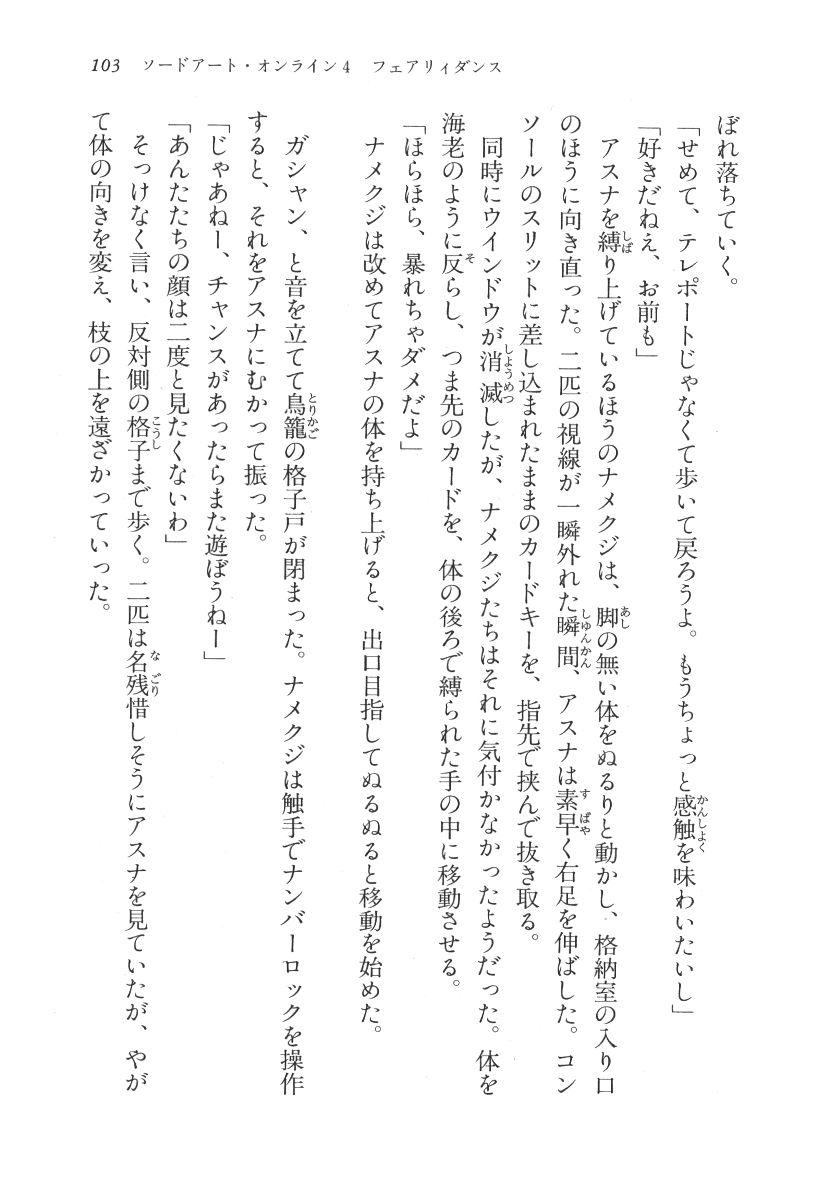 103　ソードアート・オンライン4　フェアリィダンス
ぼれ落ちていく。
「せめて、テレポートじゃなくて歩いて戻ろうよ。もうちょっと感触を味わいたいし」
「好きだねえ、お前も」
　アスナを縛り上げているほうのナメクジは、脚の無い体をぬるりと動かし、格納室の入り口
のほうに向き直った。二匹の視線が一瞬外れた瞬間、アスナは素早く右足を伸ばした。コン
ソールのスリットに差し込まれたままのカードキーを、指先で挟んで抜き取る。
　同時にウインドウが消滅したが、ナメクジたちはそれに気付かなかったようだった。体を
海老のように反らし、つま先のカードを、体の後ろで縛られた手の中に移動させる。
「ほらほら、暴れちゃダメだよ」
　ナメクジは改めてアスナの体を持ち上げると、出口目指してぬるぬると移動を始めた。
　ガシャン、と音を立てて鳥籠の格子戸が閉まった。ナメクジは触手でナンバーロックを操作
すると、それをアスナにむかって振った。
「じゃあねー、チャンスがあったらまた遊ぼうねー」
「あんたたちの顔は二度と見たくないわ」
　そっけなく言い、反対側の格子まで歩く。二匹は名残惜しそうにアスナを見ていたが、やが
て体の向きを変え、枝の上を遠ざかっていった。